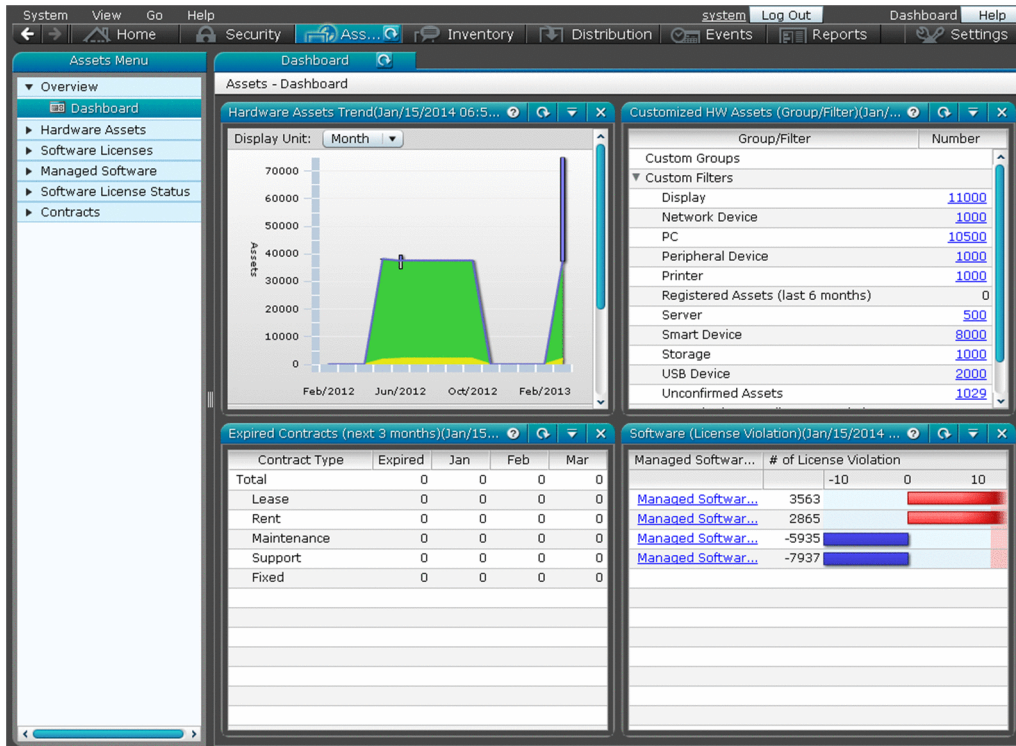 System View Go Help system Log Out Dashboard Help
Home Security Ass... Inventory Distribution Events Reports Settings
Assets Menu
Overview
Dashboard
Hardware Assets
Software Licenses
Managed Software
Software License Status
Contracts
Dashboard
Assets - Dashboard
Hardware Assets Trend(Jan/15/2014 06:5...
Display Unit: Month
Assets
70000
60000
50000
40000
30000
20000
10000
0
Feb/2012 Jun/2012 Oct/2012 Feb/2013
Customized HW Assets (Group/Filter)(Jan/...
Group/Filter Number
Custom Groups
Custom Filters
Display 11000
Network Device 1000
PC 10500
Peripheral Device 1000
Printer 1000
Registered Assets (last 6 months) 0
Server 500
Smart Device 8000
Storage 1000
USB Device 2000
Unconfirmed Assets 1029
Expired Contracts (next 3 months)(Jan/15...
Contract Type Expired Jan Feb Mar
Total 0 0 0 0
Lease 0 0 0 0
Rent 0 0 0 0
Maintenance 0 0 0 0
Support 0 0 0 0
Fixed 0 0 0 0
Software (License Violation)(Jan/15/2014 ...
Managed Softwar... # of License Violation
-10 0 10
Managed Softwar... 3563
Managed Softwar... 2865
Managed Softwar... -5935
Managed Softwar... -7937